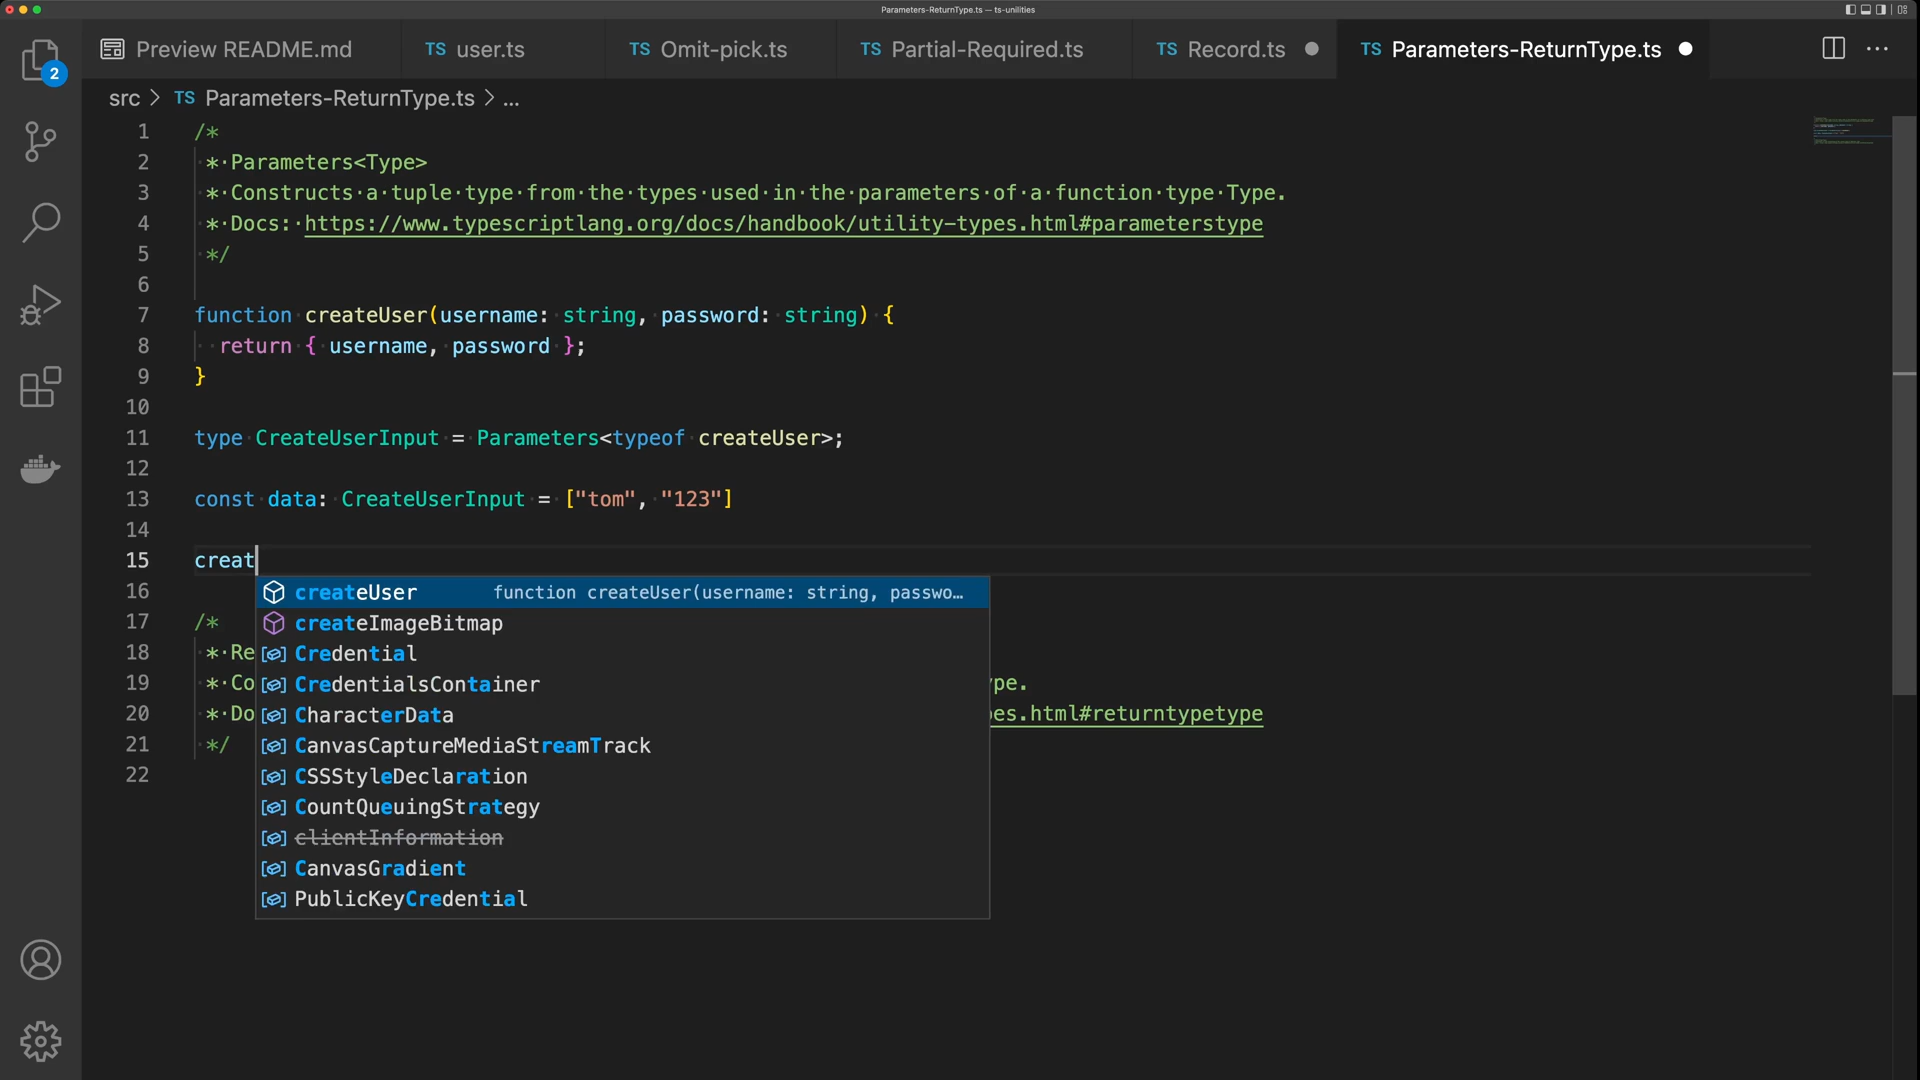 Parameters-ReturnType.ts — ts-unilities
Preview README.md
TS user.ts
TS Omit-pick.ts
TS Partial-Required.ts
TS Record.ts
TS Parameters-ReturnType.ts
2
src > TS Parameters-ReturnType.ts > ...
1 /*
2 * Parameters<Type>
3 * Constructs a tuple type from the types used in the parameters of a function type Type.
4 * Docs: https://www.typescriptlang.org/docs/handbook/utility-types.html#parameterstype
5 */
6
7 function createUser(username: string, password: string) {
8 return { username, password };
9 }
10
11 type CreateUserInput = Parameters<typeof createUser>;
12
13 const data: CreateUserInput = ["tom", "123"]
14
15 creat
16 createUser function createUser(username: string, passwo…
createImageBitmap
17 /*
18 * Re Credential
19 * Co CredentialsContainer pe.
20 * Do CharacterData es.html#returntypetype
21 */ CanvasCaptureMediaStreamTrack
22 CSSStyleDeclaration
CountQueuingStrategy
clientInformation
CanvasGradient
PublicKeyCredential